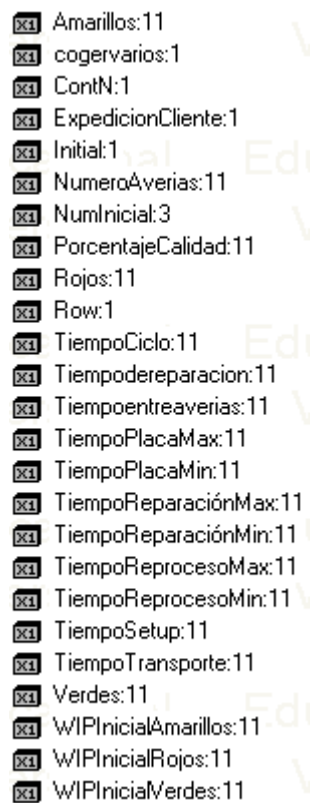 Amarillos:11
cogervarios:1
ContN:1
ExpedicionCliente:1
Initial:1
NumeroAverias:11
NumInicial:3
PorcentajeCalidad:11
Rojos:11
Row:1
TiempoCiclo:11
Tiempodereparacion:11
Tiempoentreaverias:11
TiempoPlacaMax:11
TiempoPlacaMin:11
TiempoReparaciónMax:11
TiempoReparaciónMin:11
TiempoReprocesoMax:11
TiempoReprocesoMin:11
TiempoSetup:11
TiempoTransporte:11
Verdes:11
WIPInicialAmarillos:11
WIPInicialRojos:11
WIPInicialVerdes:11